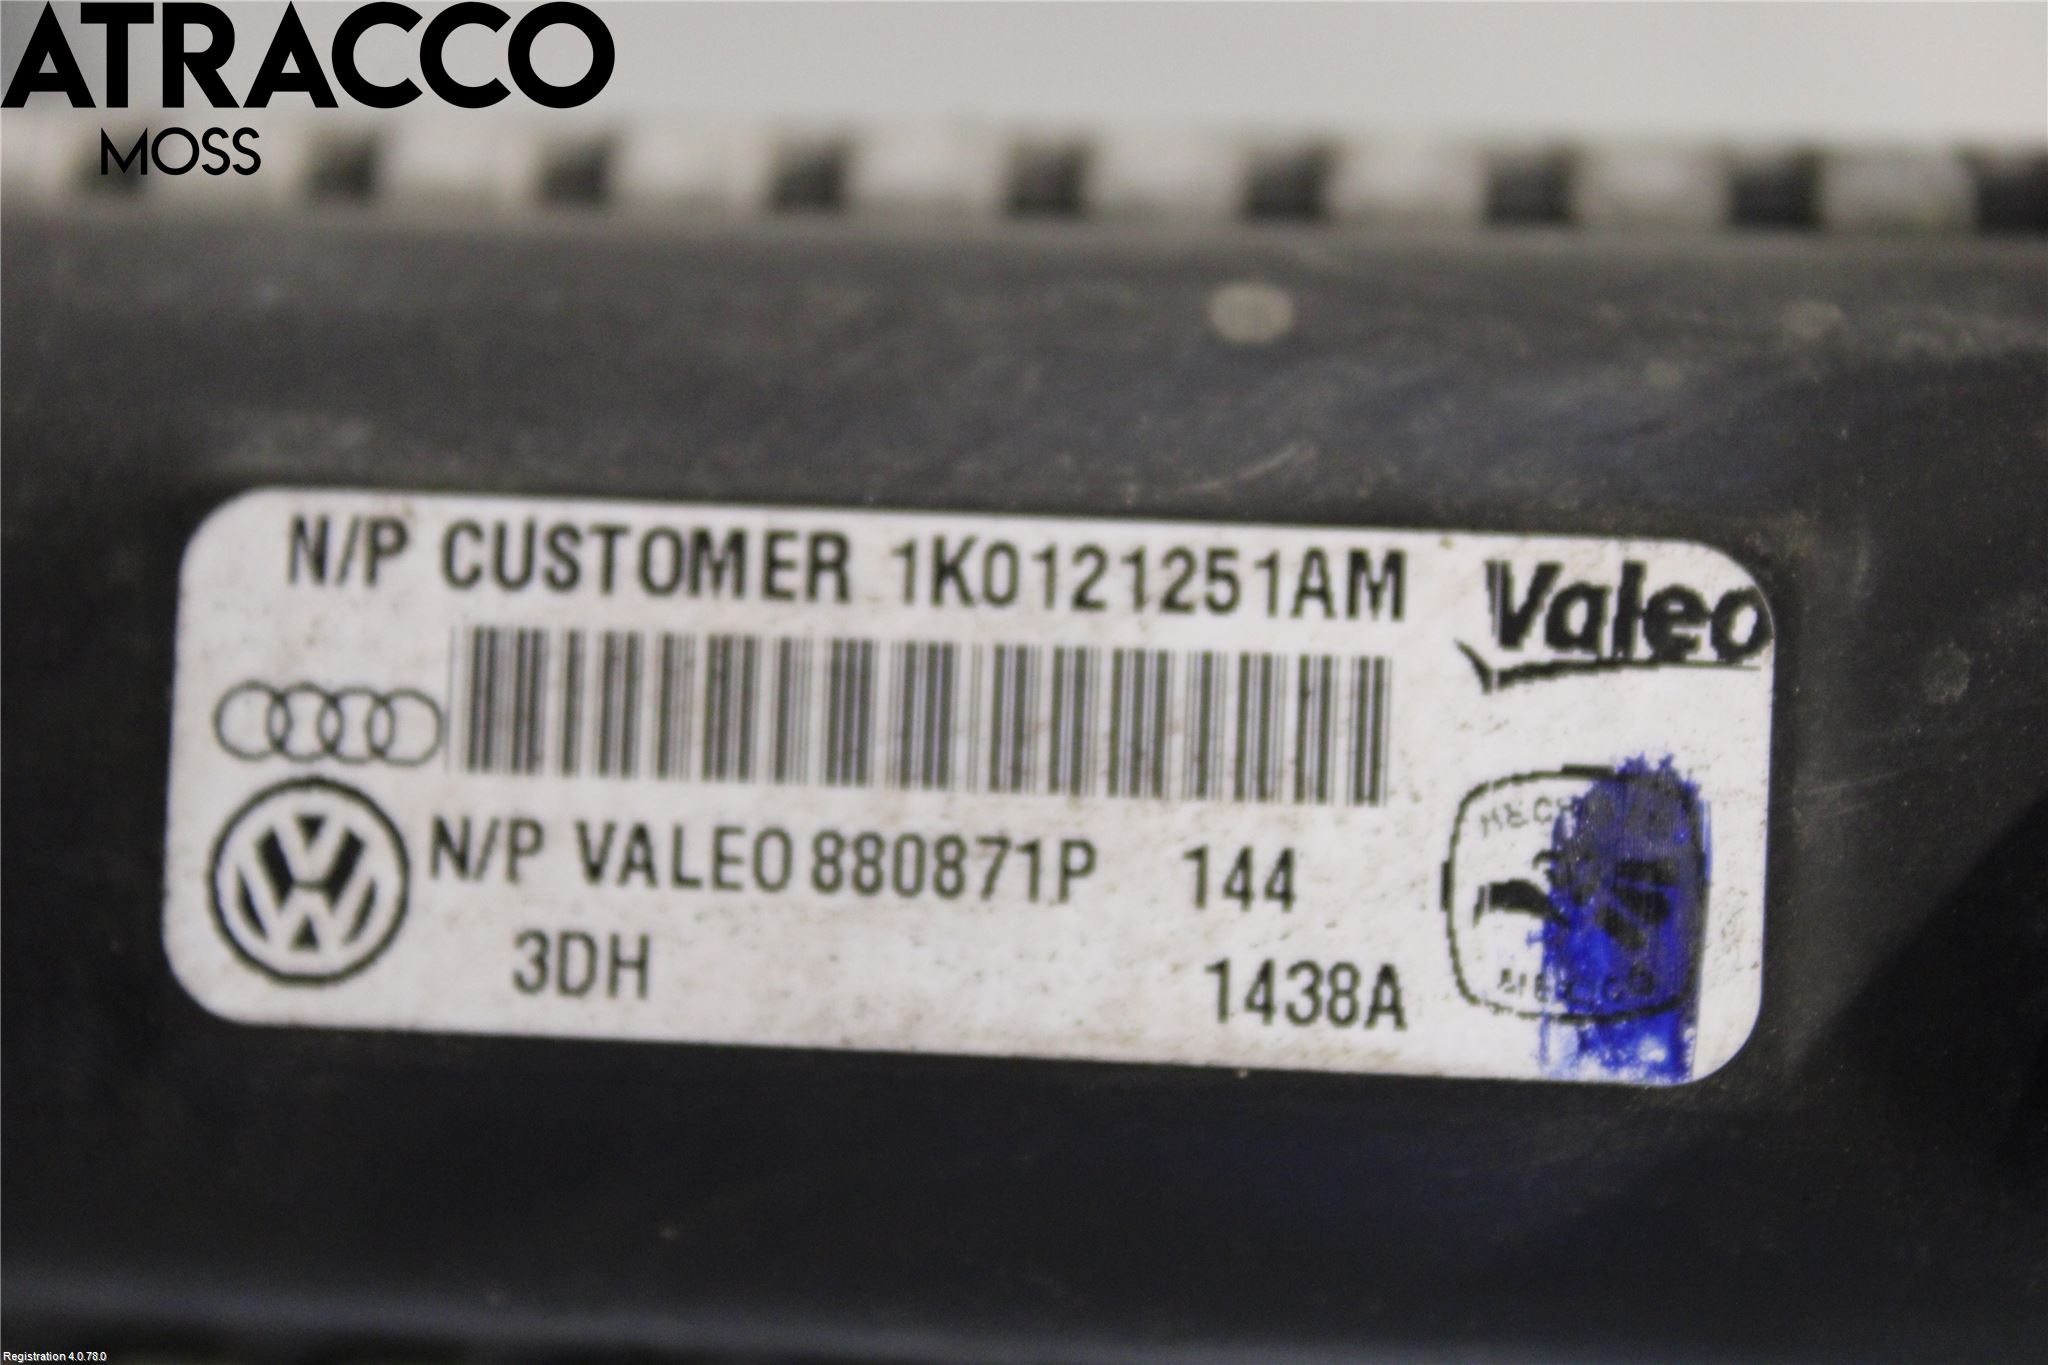 ATRACCO
MOSS
N/P CUSTOMER 1K0121251AM
Valeo
N/P VALEO 880871P 144
3DH 1438A
Registration 4.0.78.0